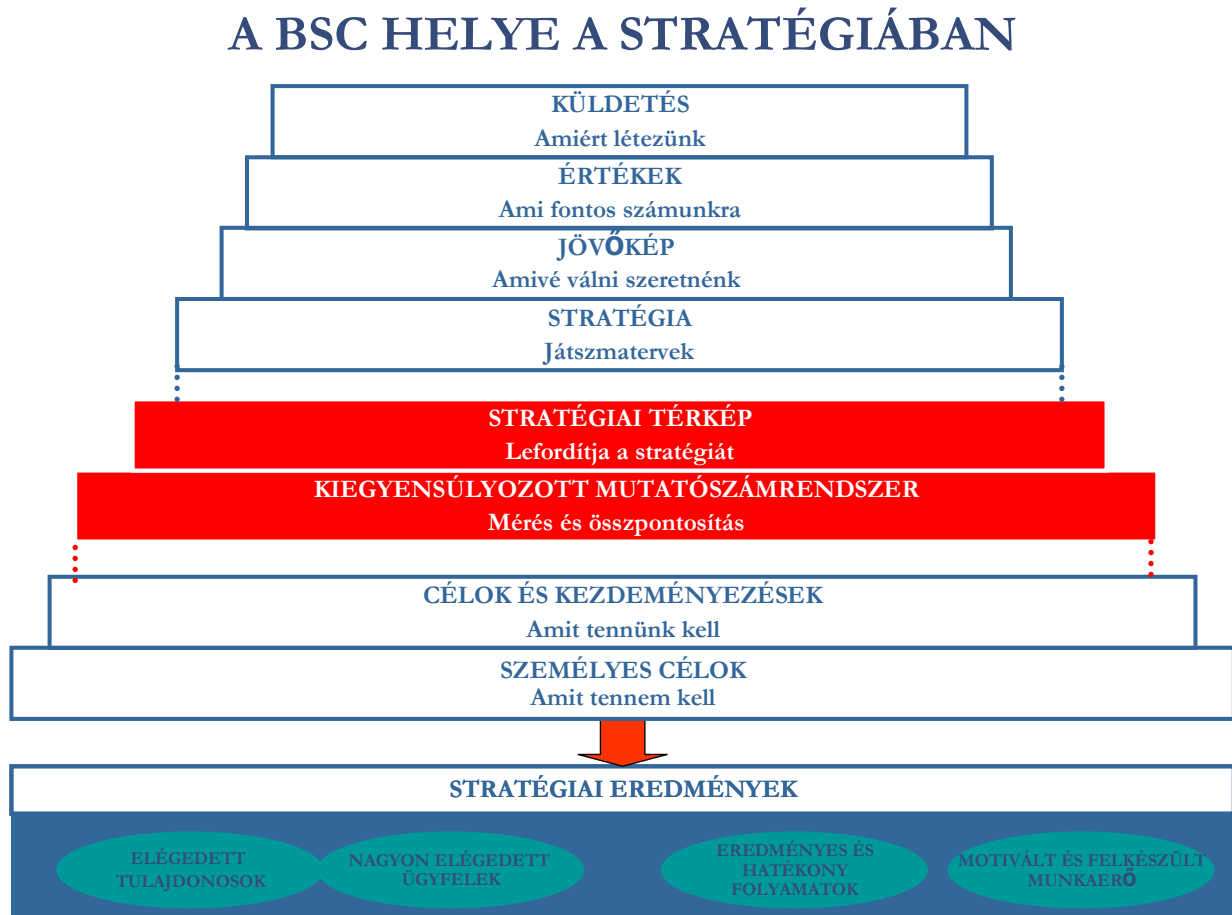 A BSC HELYE A STRATÉGIÁBAN
KÜLDETÉS
Amiért létezünk
ÉRTÉKEK
Ami fontos számunkra
JÖVŐKÉP
Amivé válni szeretnénk
STRATÉGIA
Játszmatervek
STRATÉGIAI TÉRKÉP
Lefordítja a stratégiát
KIEGYENSÚLYOZOTT MUTATÓSZÁMRENDSZER
Mérés és összpontosítás
CÉLOK ÉS KEZDEMÉNYEZÉSEK
Amit tennünk kell
SZEMÉLYES CÉLOK
Amit tennem kell
STRATÉGIAI EREDMÉNYEK
ELÉGEDETT
TULAJDONOSOK
NAGYON ELÉGEDETT
ÜGYFELEK
EREDMÉNYES ÉS
HATÉKONY
FOLYAMATOK
MOTIVÁLT ÉS FELKÉSZÜLT
MUNKAERŐ